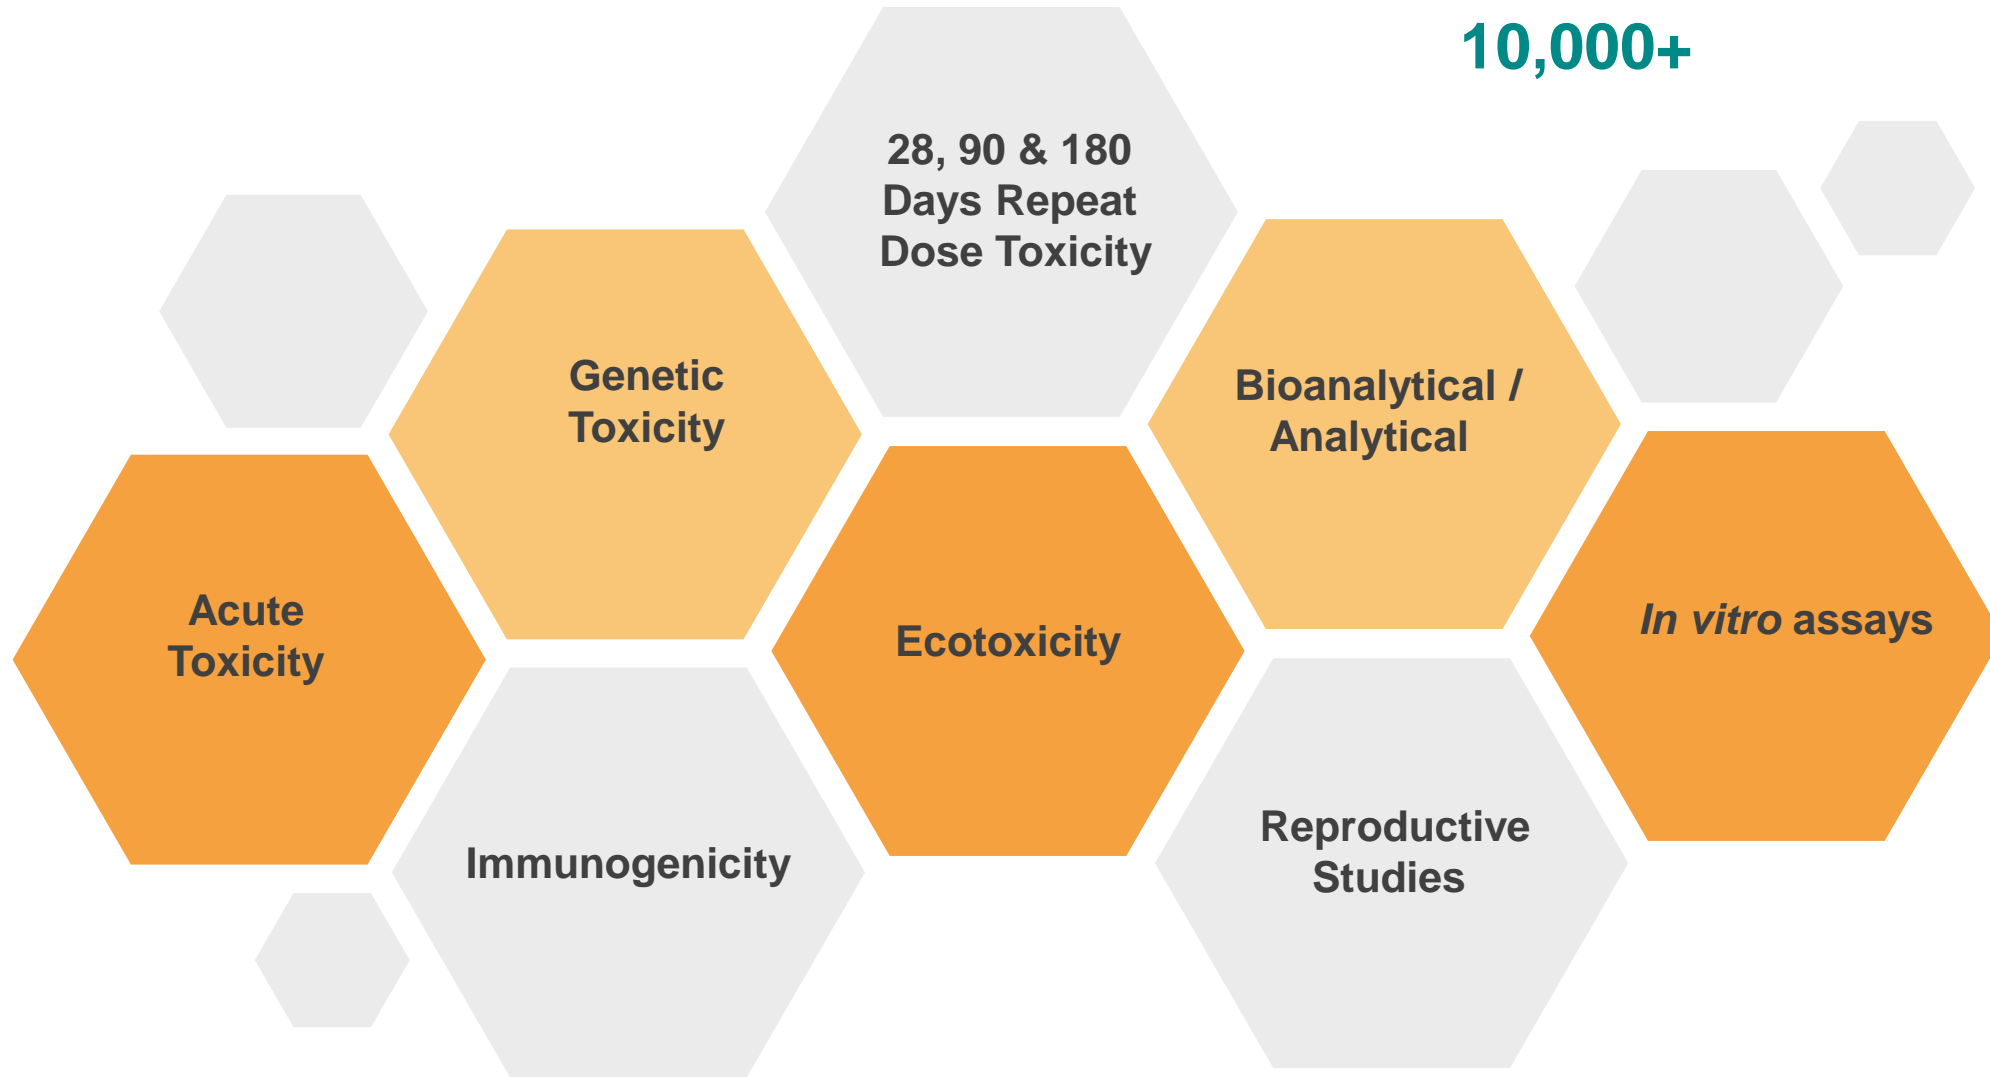 10,000+
28, 90 & 180
Days Repeat
Dose Toxicity
Genetic
Toxicity
Bioanalytical /
Analytical
Acute
Toxicity
Ecotoxicity
In vitro assays
Immunogenicity
Reproductive
Studies